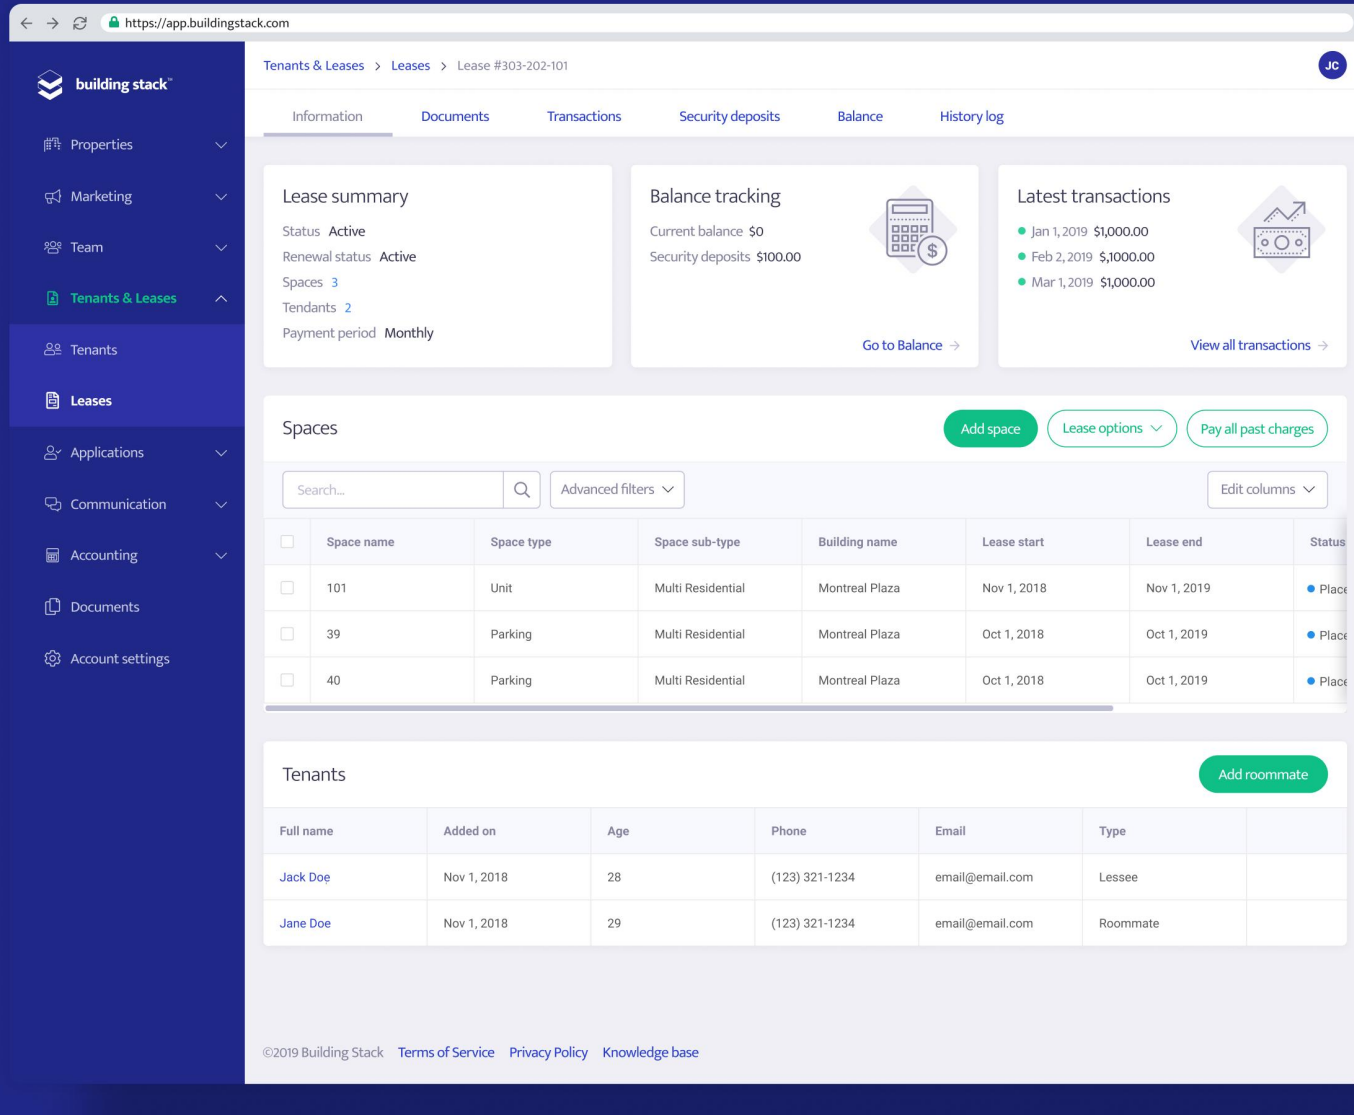 https://app.buildingstack.com
building stack™
Properties
Marketing
Team
Tenants & Leases
Tenants
Leases
Applications
Communication
Accounting
Documents
Account settings
Tenants & Leases > Leases > Lease #303-202-101
JC
Information Documents Transactions Security deposits Balance History log
Lease summary
Status Active
Renewal status Active
Spaces 3
Tendants 2
Payment period Monthly
Balance tracking
Current balance $0
Security deposits $100.00
$
Go to Balance →
Latest transactions
Jan 1, 2019 $1,000.00
Feb 2, 2019 $,1000.00
Mar 1, 2019 $1,000.00
View all transactions →
Spaces
Add space Lease options Pay all past charges
Search... Advanced filters Edit columns
Space name Space type Space sub-type Building name Lease start Lease end Status
101 Unit Multi Residential Montreal Plaza Nov 1, 2018 Nov 1, 2019 Place
39 Parking Multi Residential Montreal Plaza Oct 1, 2018 Oct 1, 2019 Place
40 Parking Multi Residential Montreal Plaza Oct 1, 2018 Oct 1, 2019 Place
Tenants
Add roommate
Full name Added on Age Phone Email Type
Jack Doe Nov 1, 2018 28 (123) 321-1234 email@email.com Lessee
Jane Doe Nov 1, 2018 29 (123) 321-1234 email@email.com Roommate
©2019 Building Stack Terms of Service Privacy Policy Knowledge base